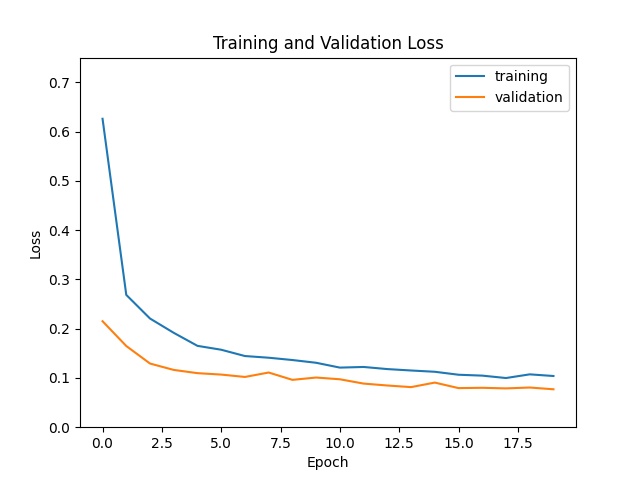 Training and Validation Loss
training
validation
0.7
0.6
0.5
0.4
0.3
0.2
0.1
0.0
Loss
0.0 2.5 5.0 7.5 10.0 12.5 15.0 17.5
Epoch